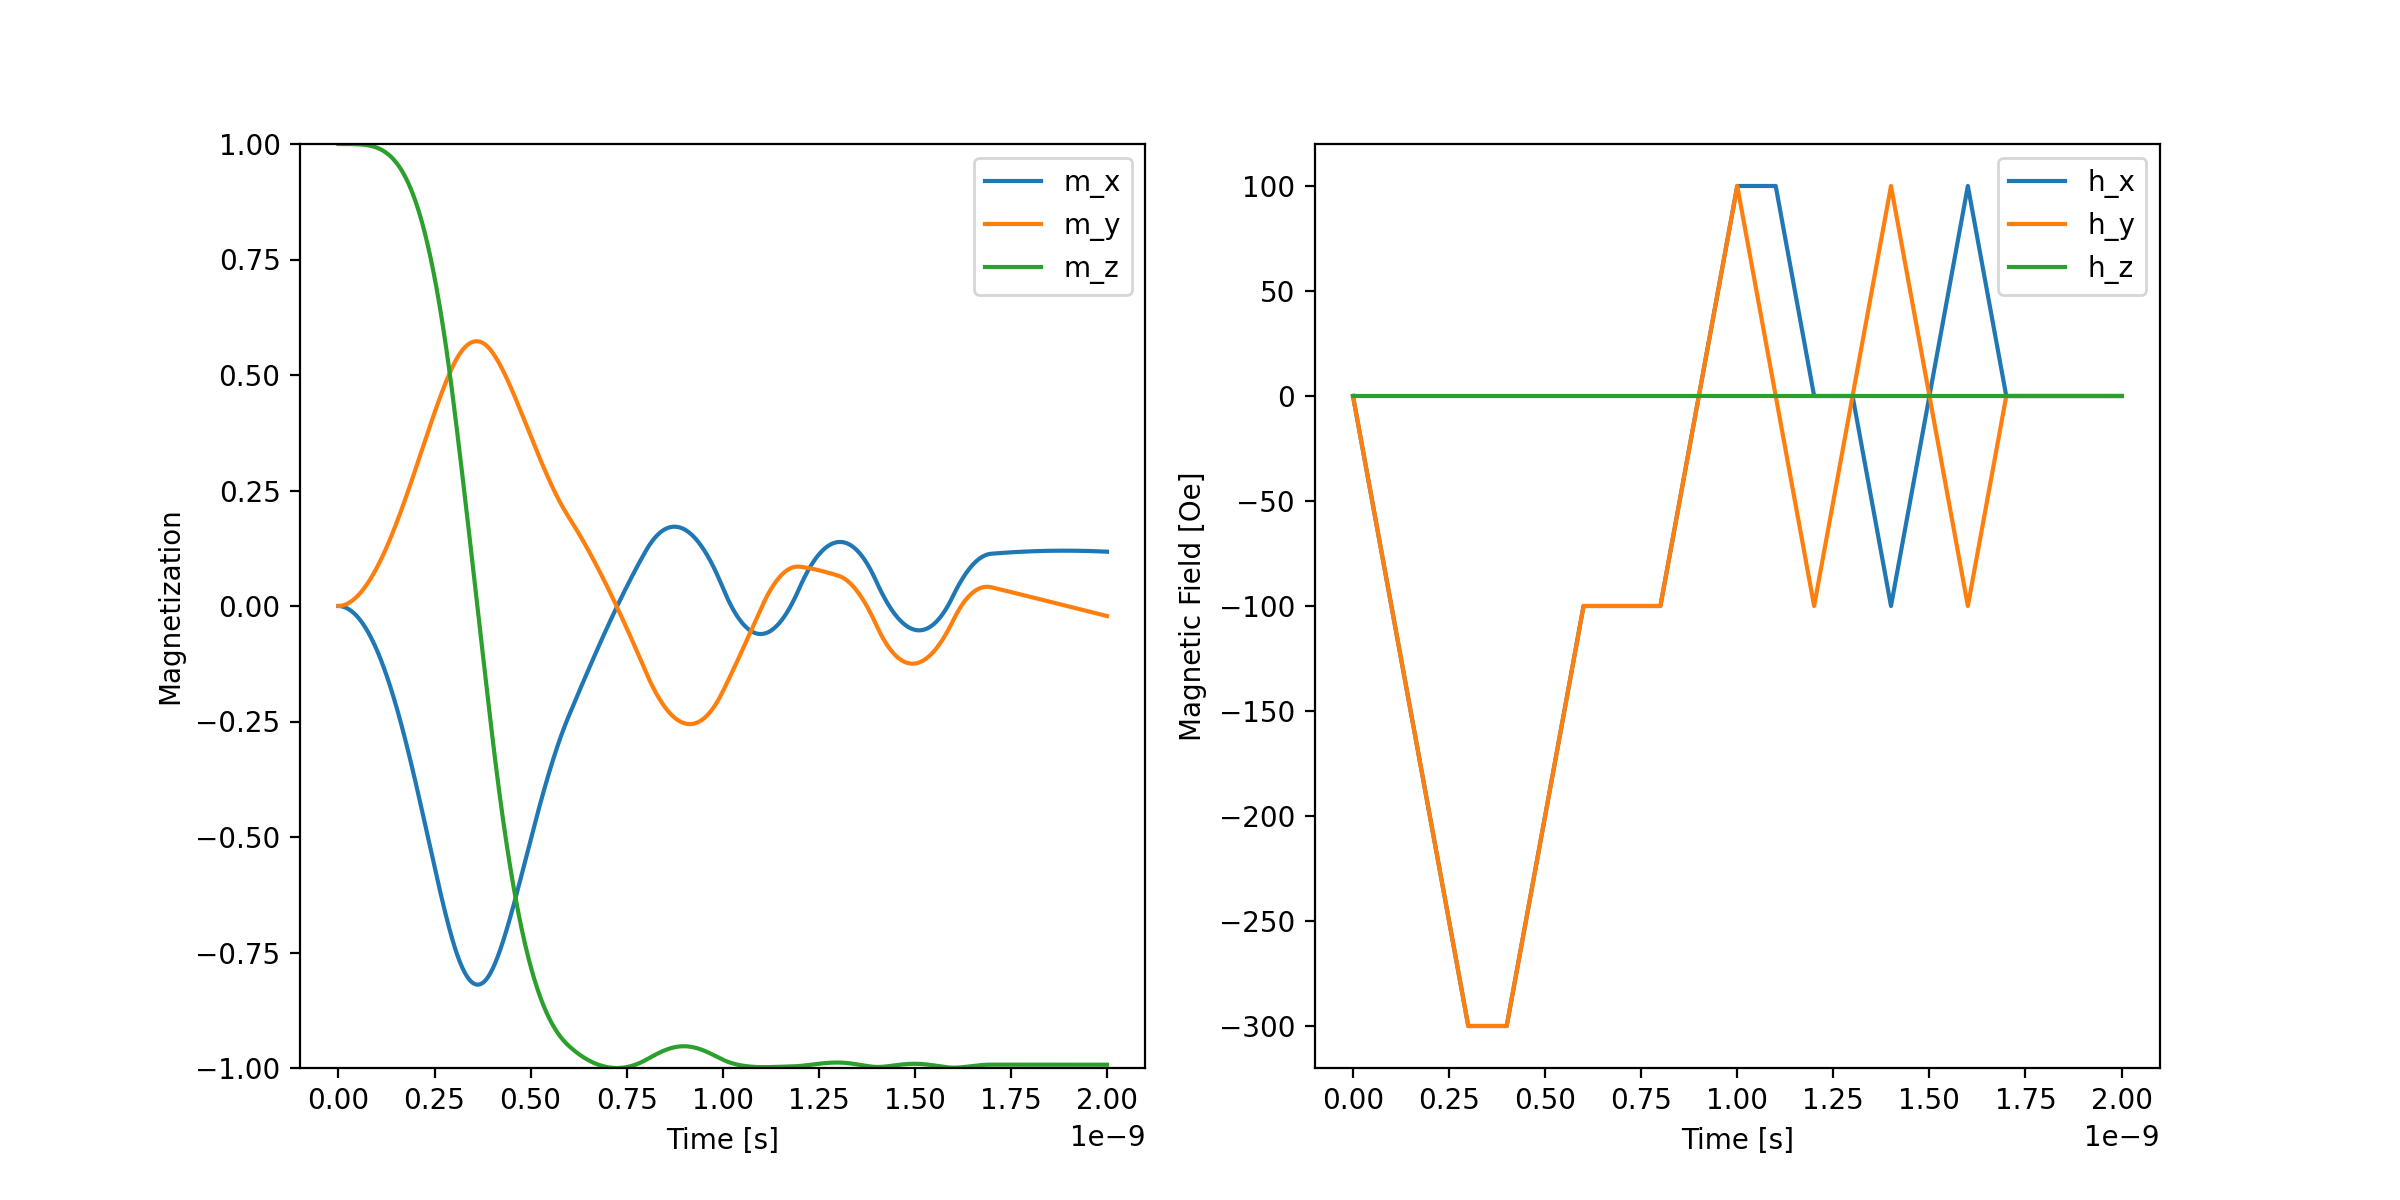 1.00
0.75
0.50
0.25
0.00
−0.25
−0.50
−0.75
−1.00
Magnetization
m_x
m_y
m_z
0.00 0.25 0.50 0.75 1.00 1.25 1.50 1.75 2.00
Time [s]
1e−9
100
50
0
−50
−100
−150
−200
−250
−300
Magnetic Field [Oe]
h_x
h_y
h_z
0.00 0.25 0.50 0.75 1.00 1.25 1.50 1.75 2.00
Time [s]
1e−9